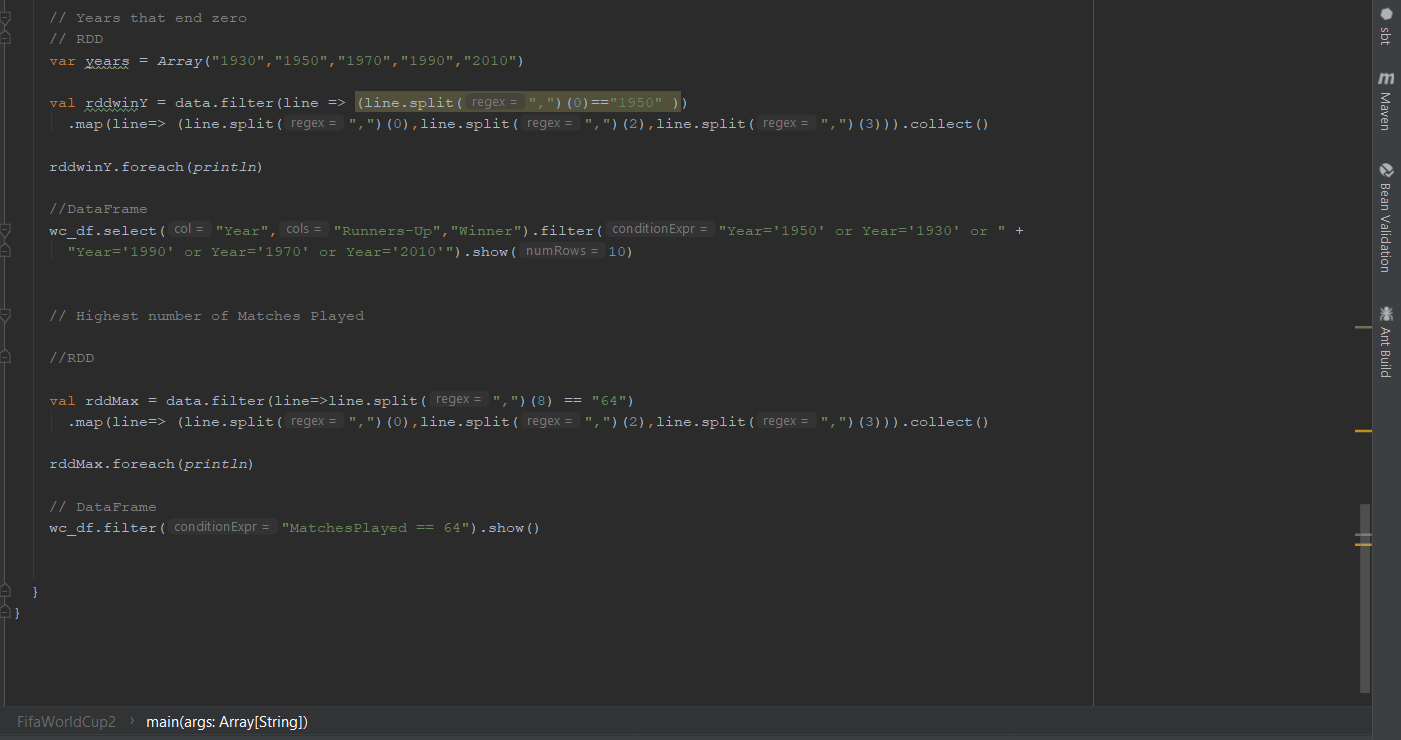 // Years that end zero
// RDD
var years = Array("1930","1950","1970","1990","2010")
val rddwinY = data.filter(line => (line.split( regex = ",")(0)=="1950" ))
.map(line=> (line.split( regex = ",")(0),line.split( regex = ",")(2),line.split( regex = ",")(3))).collect()
rddwinY.foreach(println)
//DataFrame
wc_df.select( col = "Year", cols = "Runners-Up","Winner").filter( conditionExpr = "Year='1950' or Year='1930' or " +
"Year='1990' or Year='1970' or Year='2010'").show( numRows = 10)
// Highest number of Matches Played
//RDD
val rddMax = data.filter(line=>line.split( regex = ",")(8) == "64")
.map(line=> (line.split( regex = ",")(0),line.split( regex = ",")(2),line.split( regex = ",")(3))).collect()
rddMax.foreach(println)
// DataFrame
wc_df.filter( conditionExpr = "MatchesPlayed == 64").show()
}
}
FifaWorldCup2 › main(args: Array[String])
sbt
m Maven
Bean Validation
Ant Build